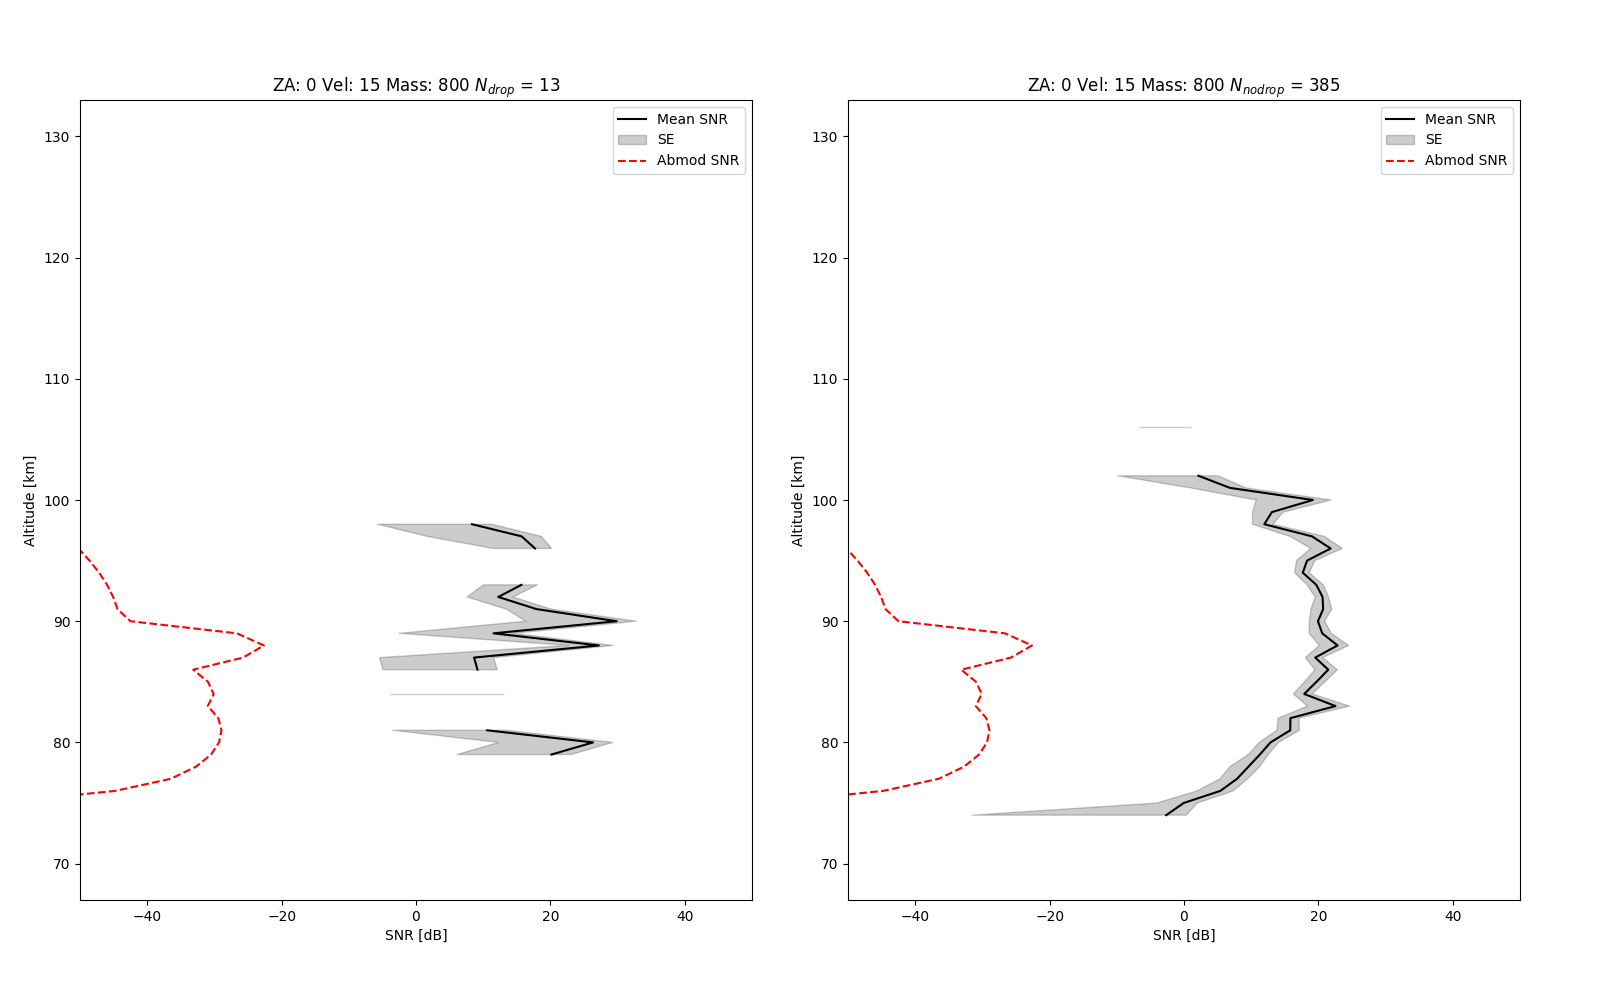 ZA: 0 Vel: 15 Mass: 800 N_drop = 13
Mean SNR
SE
Abmod SNR
130
120
110
100
90
80
70
Altitude [km]
−40
−20
0
20
40
SNR [dB]
ZA: 0 Vel: 15 Mass: 800 N_nodrop = 385
Mean SNR
SE
Abmod SNR
130
120
110
100
90
80
70
Altitude [km]
−40
−20
0
20
40
SNR [dB]